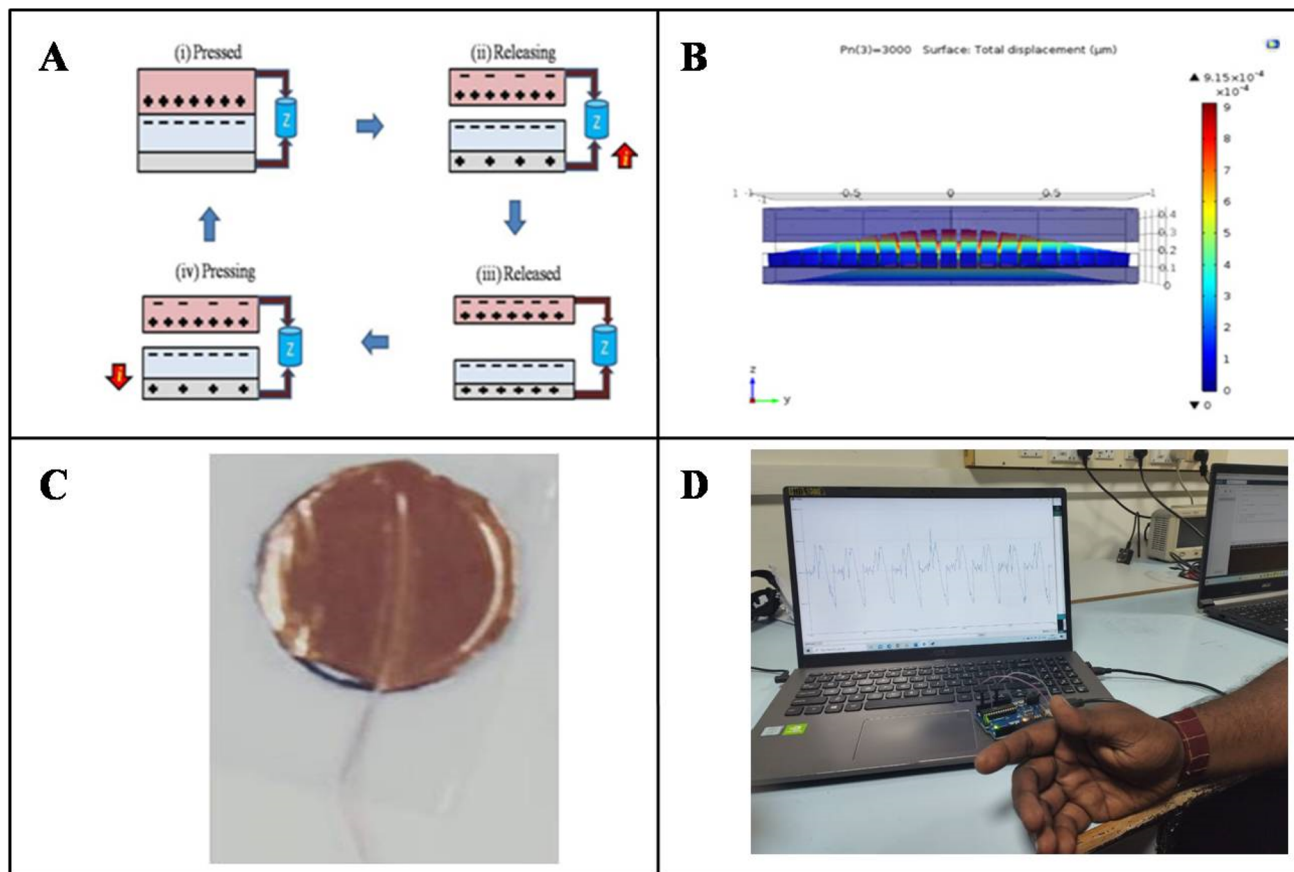 A
(i) Pressed
+ + + + + + +
- - - - - - -
Z
(ii) Releasing
- - - -
+ + + + + + +
- - - - - - -
+ + + +
Z
i
(iv) Pressing
- - - -
+ + + + + + +
- - - - - - -
+ + + +
Z
i
(iii) Released
- - - - - -
+ + + + + + +
- - - - - - -
+ + + + + +
Z
B
Pn(3)=3000 Surface: Total displacement (µm)
▲ 9.15×10⁻⁴
×10⁻⁴
9
8
7
6
5
4
3
2
1
0
▼ 0
1 -1 -0.5 0 0.5 -1
-1
0.4
0.3
0.2
0.1
0
z
y
C
D